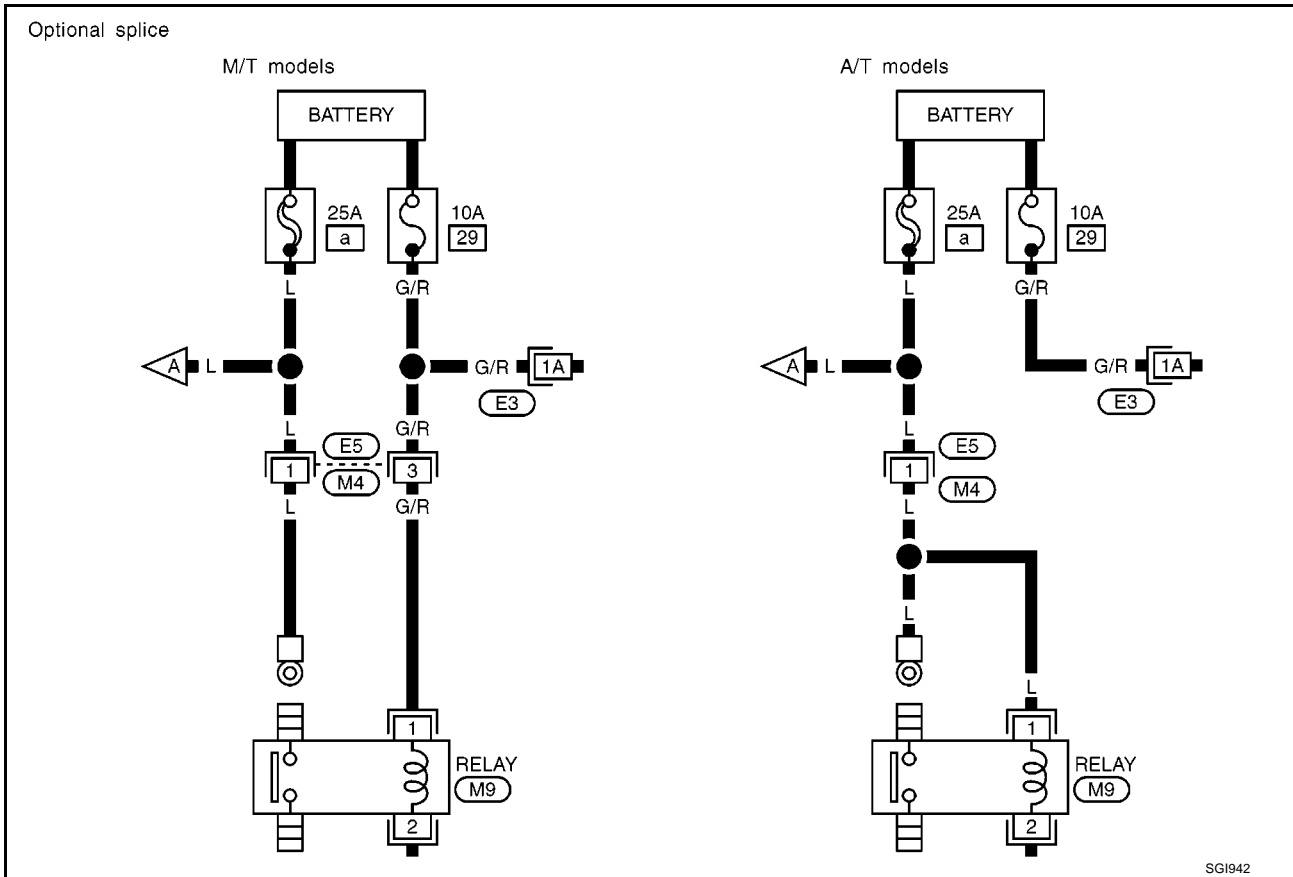 Optional splice
M/T models
BATTERY
25A
a
10A
29
L
G/R
A
L
G/R
1A
E3
L
G/R
E5
1
3
M4
L
G/R
1
RELAY
M9
2
A/T models
BATTERY
25A
a
10A
29
L
G/R
A
L
G/R
1A
E3
L
E5
1
M4
L
L
L
1
RELAY
M9
2
SGI942